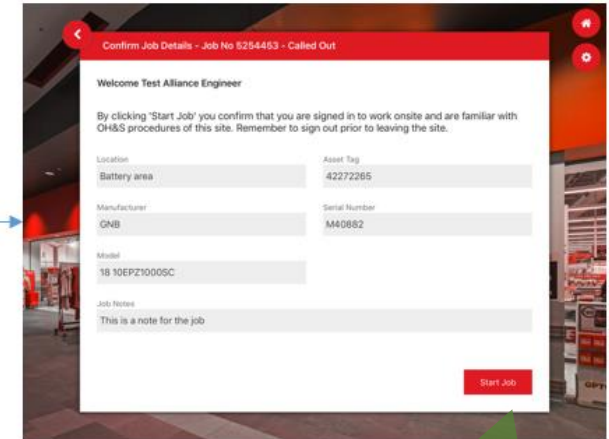 Confirm Job Details - Job No 5254453 - Called Out
Welcome Test Alliance Engineer
By clicking 'Start Job' you confirm that you are signed in to work onsite and are familiar with
OH&S procedures of this site. Remember to sign out prior to leaving the site.
Location
Asset Tag
Battery area
42272265
Manufacturer
Serial Number
GNB
M40682
Model
18 10EPZ1000SC
Job Notes
This is a note for the job
Start Job